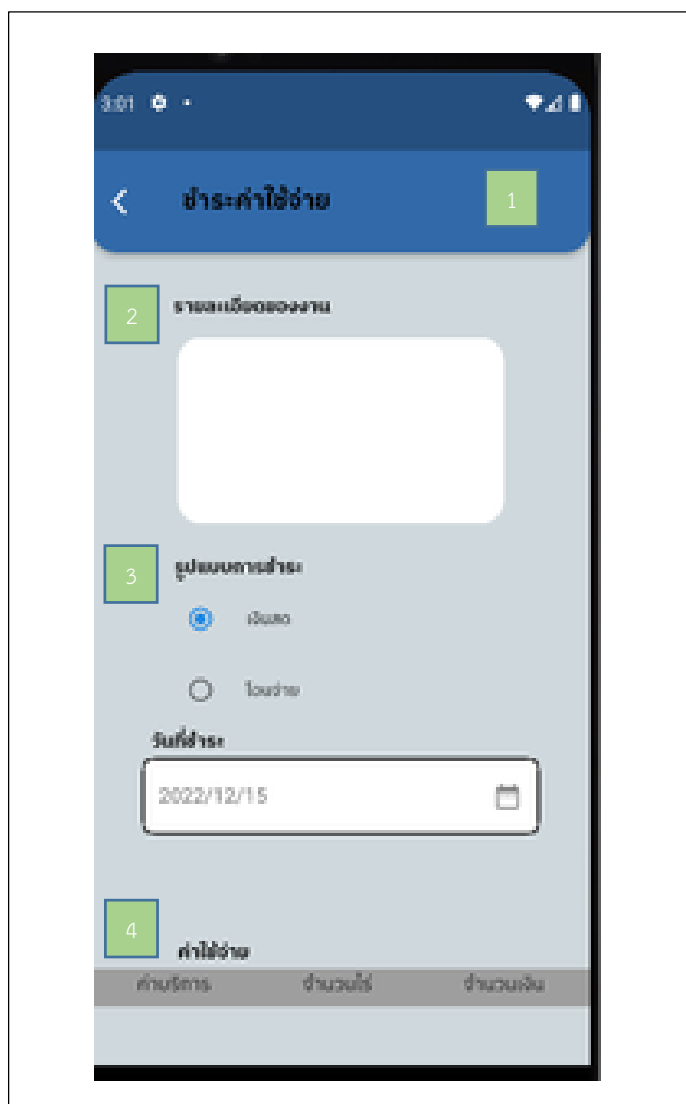 3:01
ชำระค่าใช้จ่าย
1
2
รายละเอียดของงาน
3
รูปแบบการชำระ
เงินสด
โอนจ่าย
วันที่ชำระ
2022/12/15
4
ค่าใช้จ่าย
ค่าบริการ จำนวนไร่ จำนวนเงิน